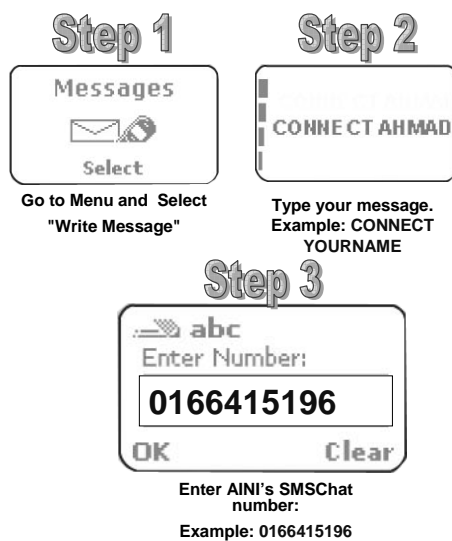 Step 1
Messages
Select
Go to Menu and Select
"Write Message"
Step 2
CONNECT AHMAD
Type your message.
Example: CONNECT
YOURNAME
Step 3
abc
Enter Number:
0166415196
OK Clear
Enter AINI's SMSChat
number:
Example: 0166415196